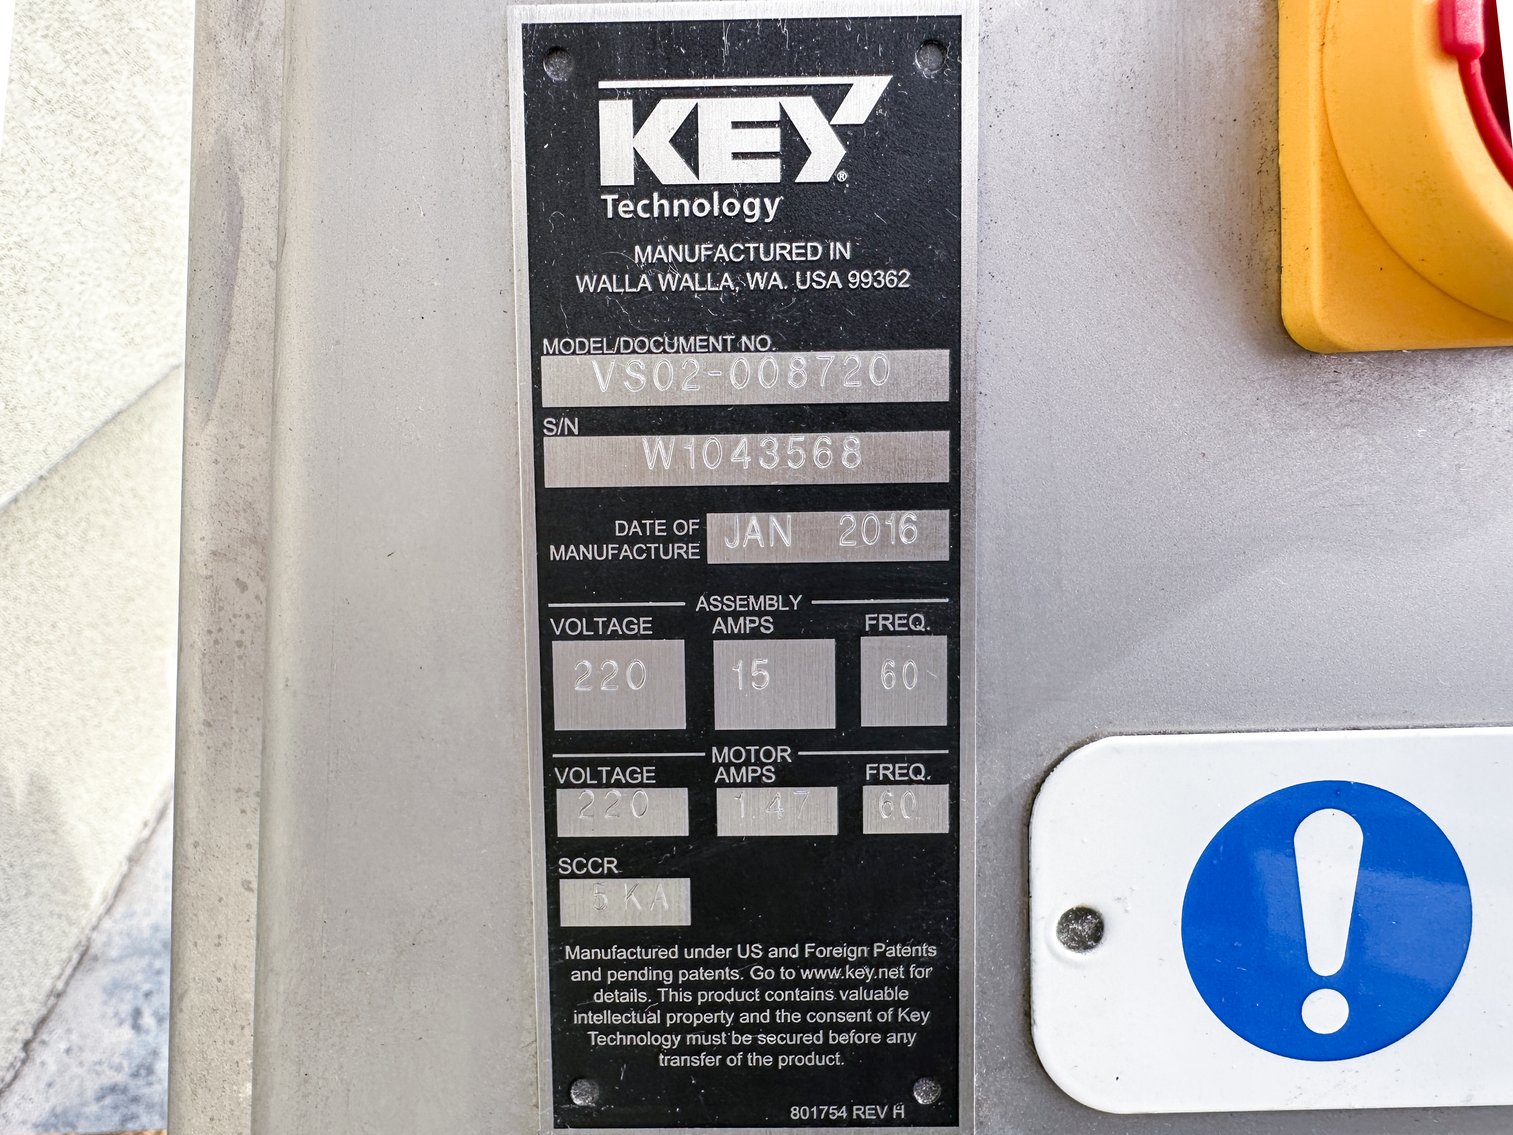 KEY®
Technology
MANUFACTURED IN
WALLA WALLA, WA. USA 99362
MODEL/DOCUMENT NO.
VS02-008720
S/N
W1043568
DATE OF
MANUFACTURE
JAN 2016
ASSEMBLY
VOLTAGE AMPS FREQ.
220 15 60
MOTOR
VOLTAGE AMPS FREQ.
220 1.47 60
SCCR
5 KA
Manufactured under US and Foreign Patents
and pending patents. Go to www.key.net for
details. This product contains valuable
intellectual property and the consent of Key
Technology must be secured before any
transfer of the product.
801754 REV H